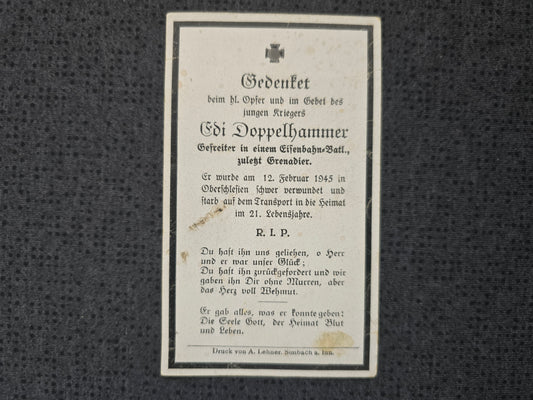 Gedenket
beim hl. Opfer und im Gebet des
jungen Kriegers
Edi Doppelhammer
Gefreiter in einem Eisenbahn-Batl.,
zuletzt Grenadier.
Er wurde am 12. Februar 1945 in
Oberschlesien schwer verwundet und
starb auf dem Transport in die Heimat
im 21. Lebensjahre.
R. I. P.
Du hast ihn uns geliehen, o Herr
und er war unser Glück;
Du hast ihn zurückgefordert und wir
gaben ihn Dir ohne Murren, aber
das Herz voll Wehmut.
Er gab alles, was er konnte geben:
Die Seele Gott, der Heimat Blut
und Leben.
Druck von A. Lehner, Simbach a. Inn.